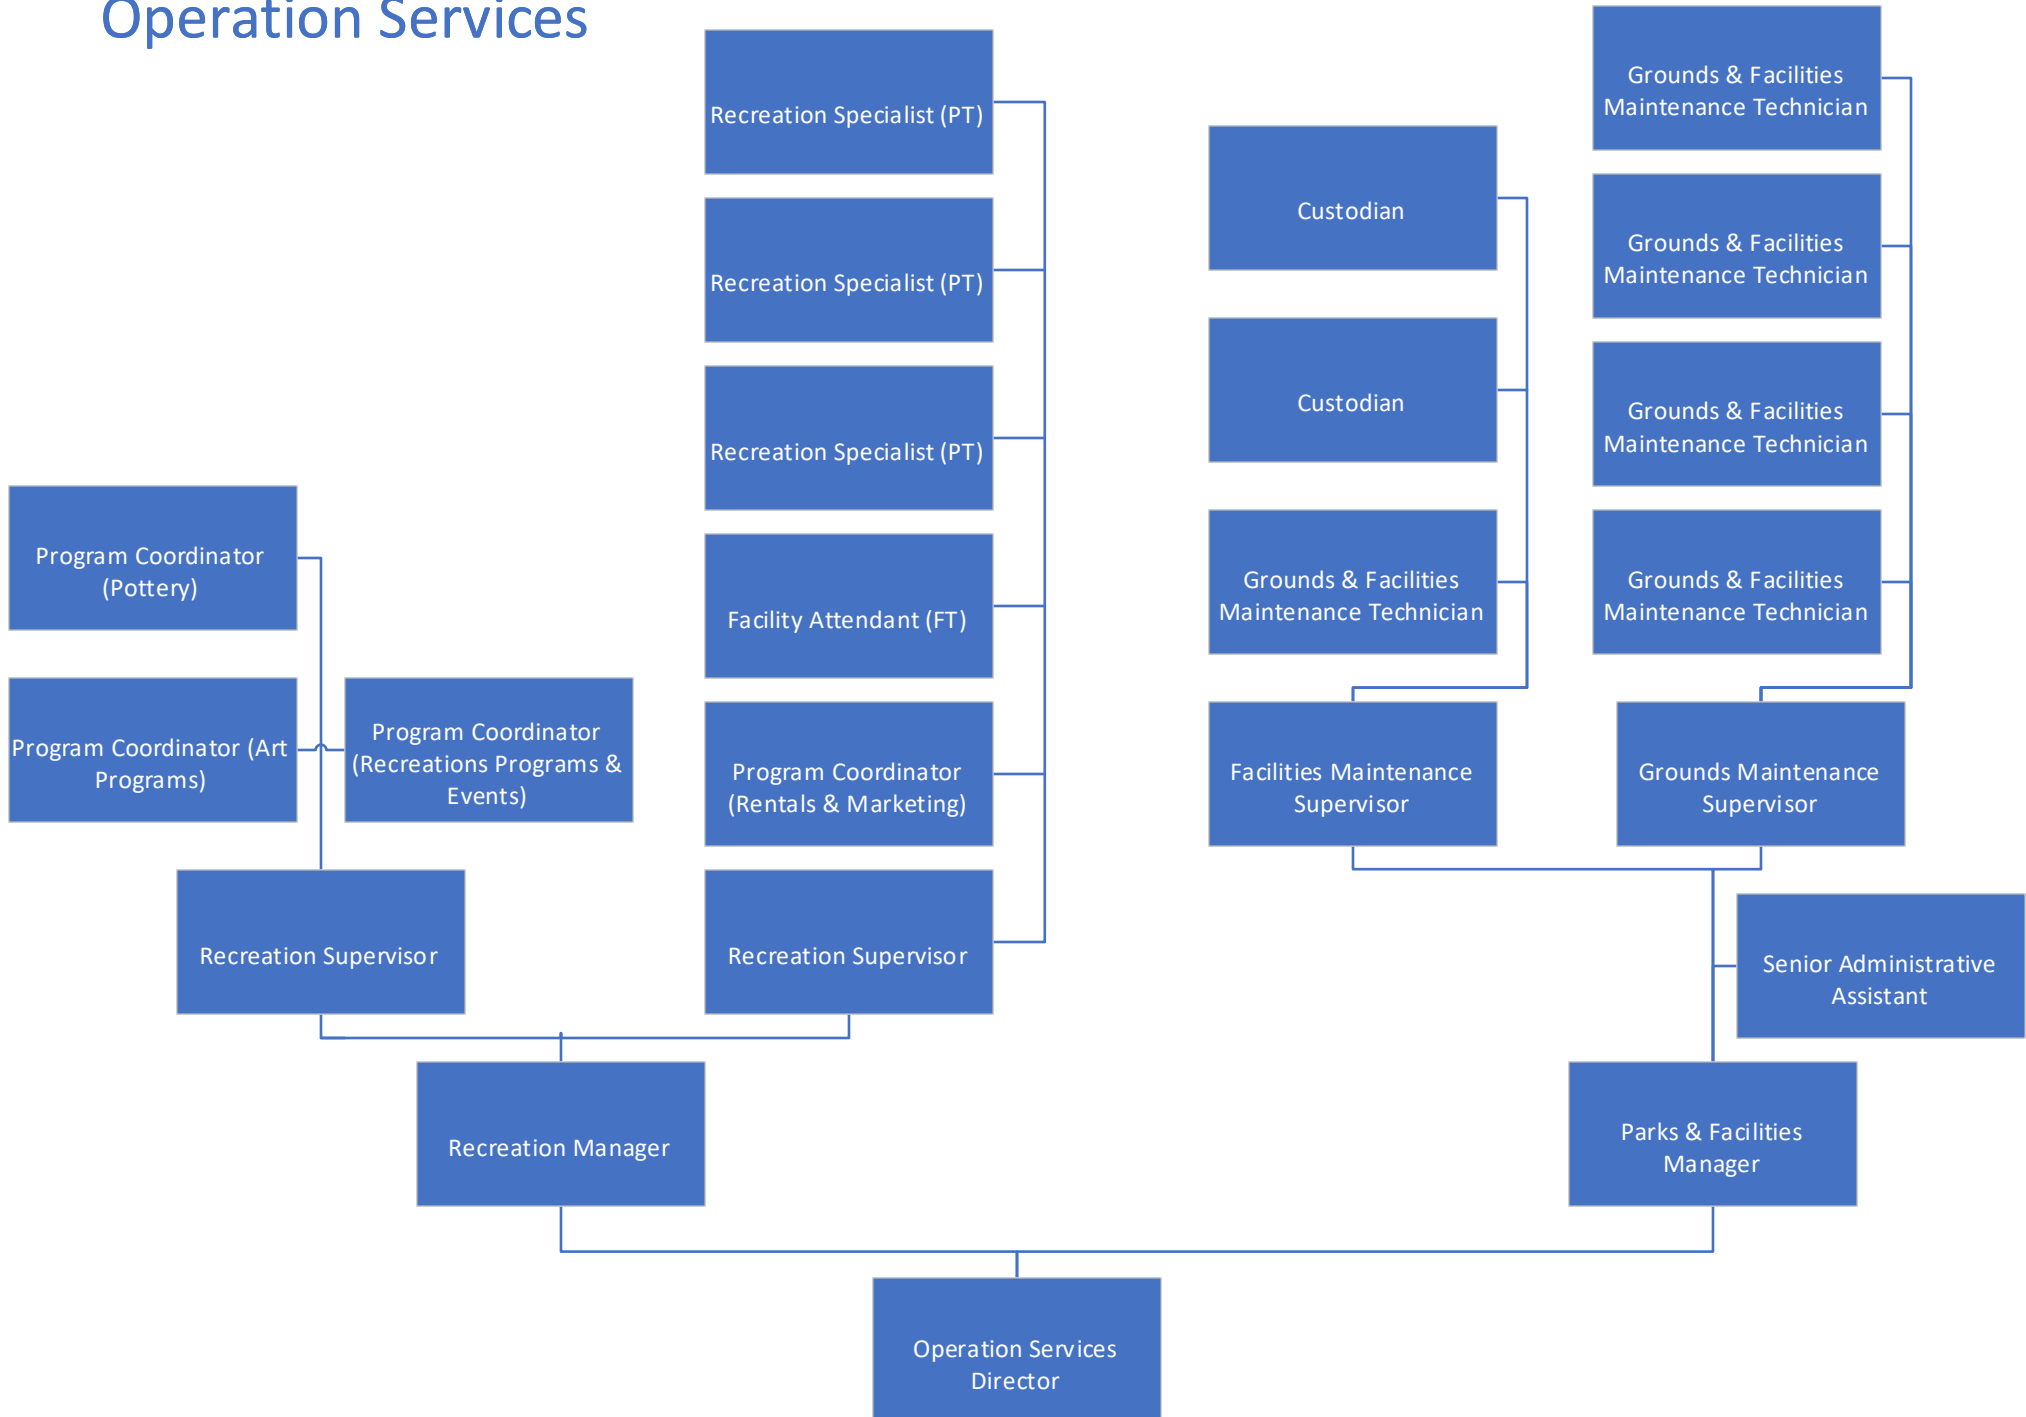 Operation Services
Recreation Specialist (PT)
Recreation Specialist (PT)
Recreation Specialist (PT)
Facility Attendant (FT)
Program Coordinator
(Rentals & Marketing)
Recreation Supervisor
Program Coordinator
(Pottery)
Program Coordinator (Art
Programs)
Program Coordinator
(Recreations Programs &
Events)
Recreation Supervisor
Recreation Manager
Custodian
Custodian
Grounds & Facilities
Maintenance Technician
Facilities Maintenance
Supervisor
Grounds & Facilities
Maintenance Technician
Grounds & Facilities
Maintenance Technician
Grounds & Facilities
Maintenance Technician
Grounds & Facilities
Maintenance Technician
Grounds Maintenance
Supervisor
Senior Administrative
Assistant
Parks & Facilities
Manager
Operation Services
Director